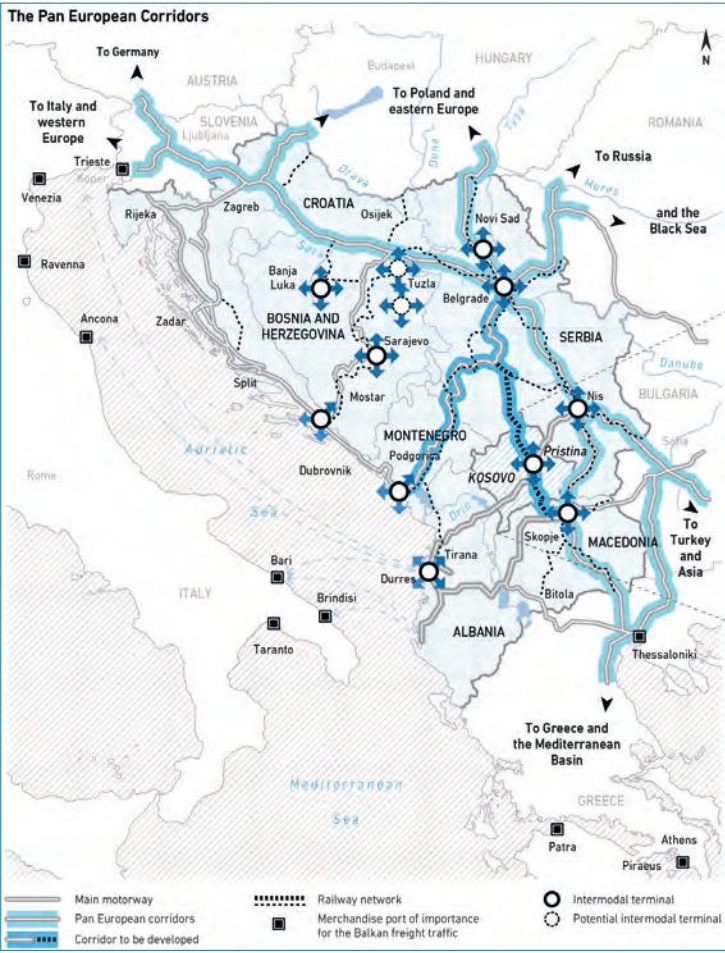 The Pan European Corridors
To Germany
N
AUSTRIA
Budapest
HUNGARY
To Poland and
eastern Europe
To Italy and
western
Europe
SLOVENIA
Ljubljana
Tysa
ROMANIA
Duna
To Russia
Trieste
Koper
Drava
Mures
Venezia
Rijeka
Zagreb
CROATIA
Osijek
Novi Sad
and the
Black Sea
Sava
Ravenna
Banja
Luka
Tuzla
Belgrade
Ancona
Zadar
BOSNIA AND
HERZEGOVINA
Sarajevo
SERBIA
Danube
Split
Mostar
Nis
BULGARIA
Adriatic
MONTENEGRO
Podgorica
Pristina
Sofia
Rome
Dubrovnik
KOSOVO
Sea
Drin
To
Turkey
and
Asia
Skopje
MACEDONIA
Tirana
Bari
Durres
ITALY
Brindisi
Bitola
Taranto
ALBANIA
Thessaloniki
To Greece and
the Mediterranean
Basin
Mediterranean
Sea
GREECE
Patra
Athens
Piraeus
Main motorway
Railway network
Intermodal terminal
Pan European corridors
Merchandise port of importance
for the Balkan freight traffic
Potential intermodal terminal
Corridor to be developed